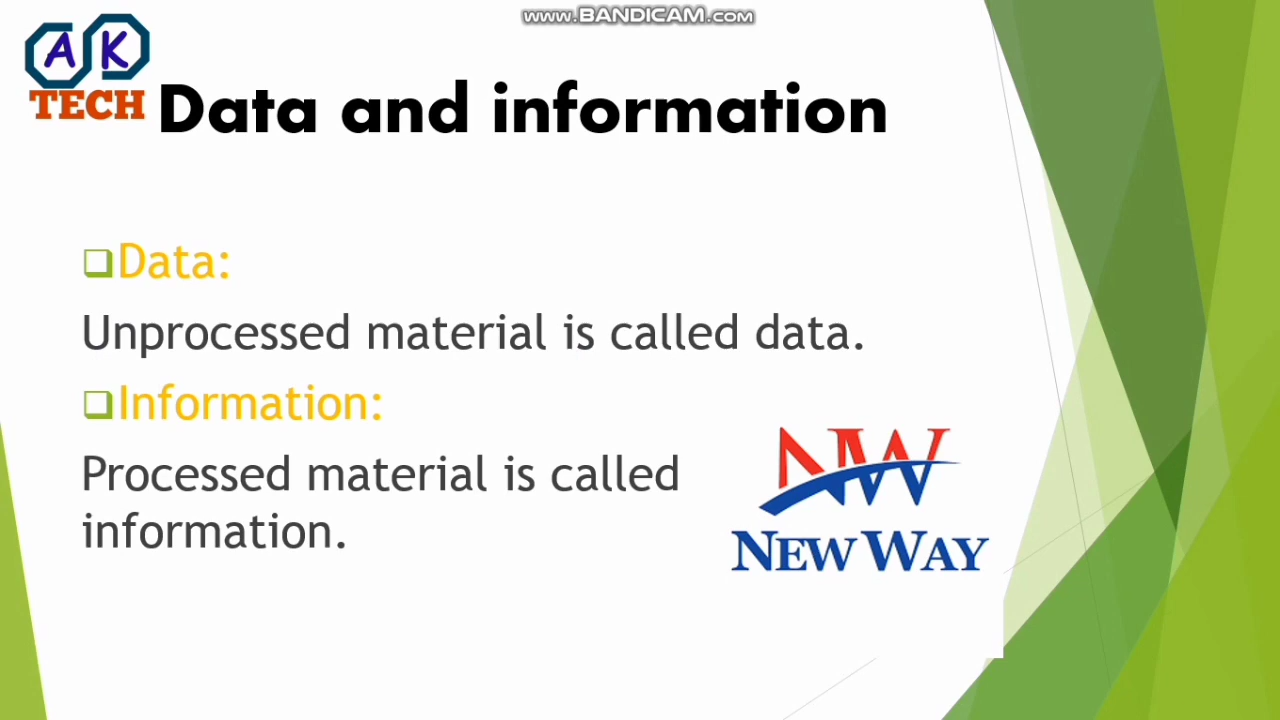 www.BANDICAM.com
A K
TECH
Data and information
Data:
Unprocessed material is called data.
Information:
Processed material is called
information.
NW
NEW WAY